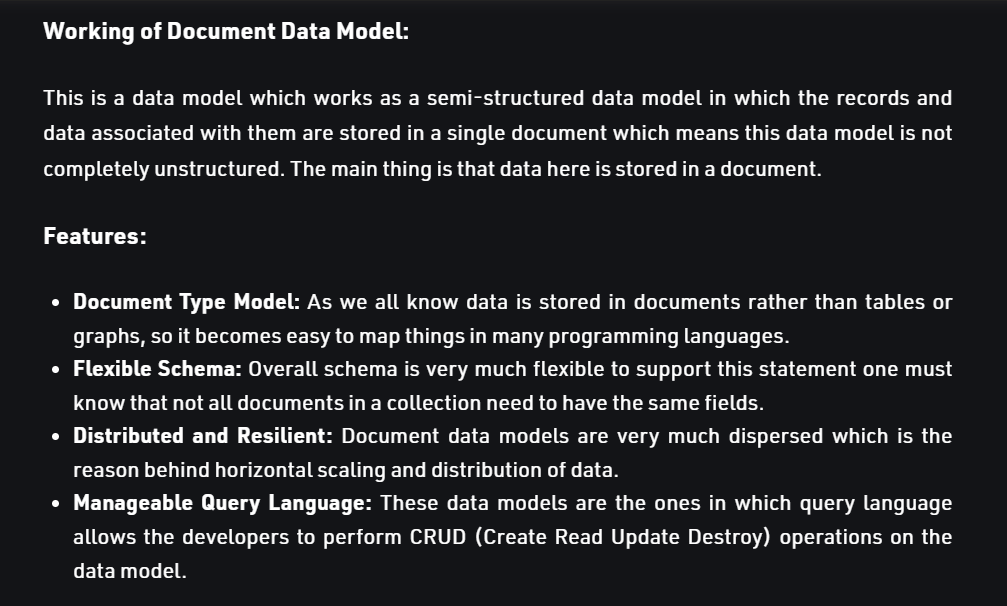 Working of Document Data Model:
This is a data model which works as a semi-structured data model in which the records and
data associated with them are stored in a single document which means this data model is not
completely unstructured. The main thing is that data here is stored in a document.
Features:
• Document Type Model: As we all know data is stored in documents rather than tables or
graphs, so it becomes easy to map things in many programming languages.
• Flexible Schema: Overall schema is very much flexible to support this statement one must
know that not all documents in a collection need to have the same fields.
• Distributed and Resilient: Document data models are very much dispersed which is the
reason behind horizontal scaling and distribution of data.
• Manageable Query Language: These data models are the ones in which query language
allows the developers to perform CRUD (Create Read Update Destroy) operations on the
data model.